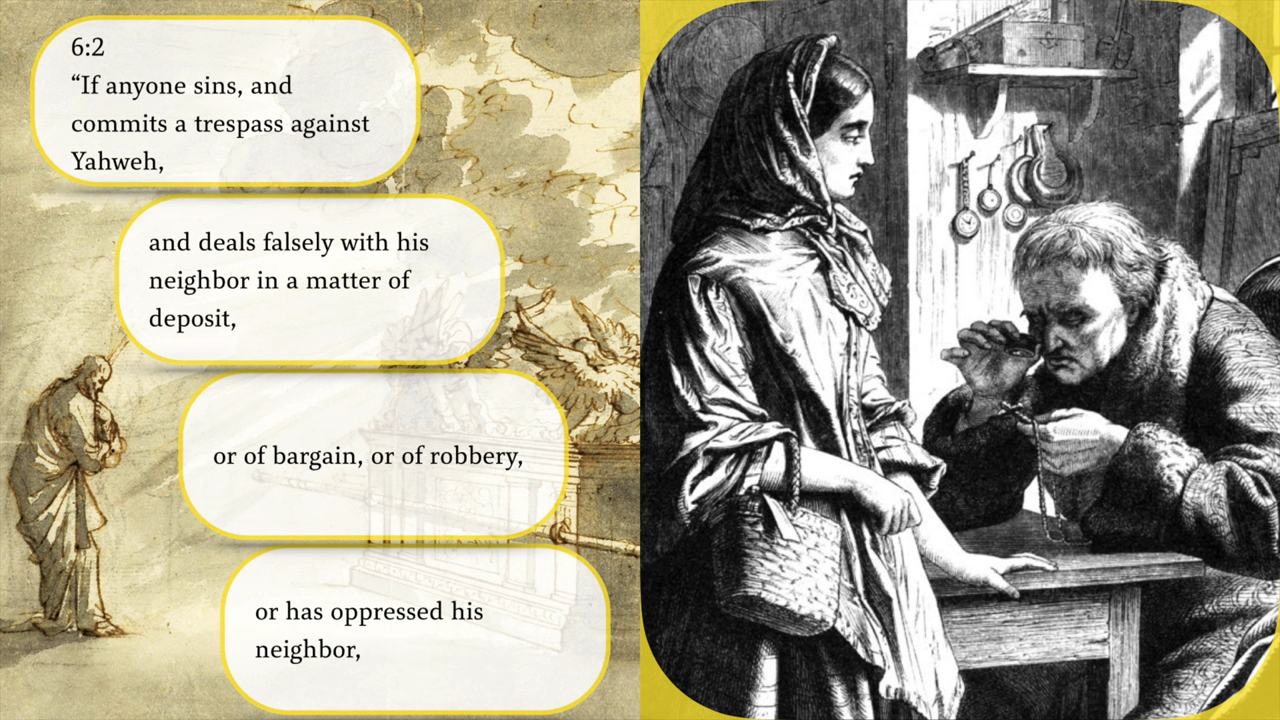 6:2
“If anyone sins, and
commits a trespass against
Yahweh,
and deals falsely with his
neighbor in a matter of
deposit,
or of bargain, or of robbery,
or has oppressed his
neighbor,